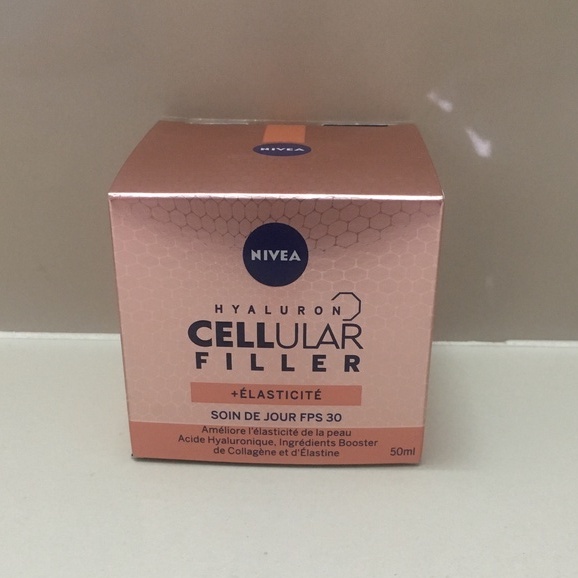 NIVEA
NIVEA
HYALURON
CELLULAR
FILLER
+ÉLASTICITÉ
SOIN DE JOUR FPS 30
Améliore l'élasticité de la peau
Acide Hyaluronique, Ingrédients Booster
de Collagène et d'Élastine
50ml